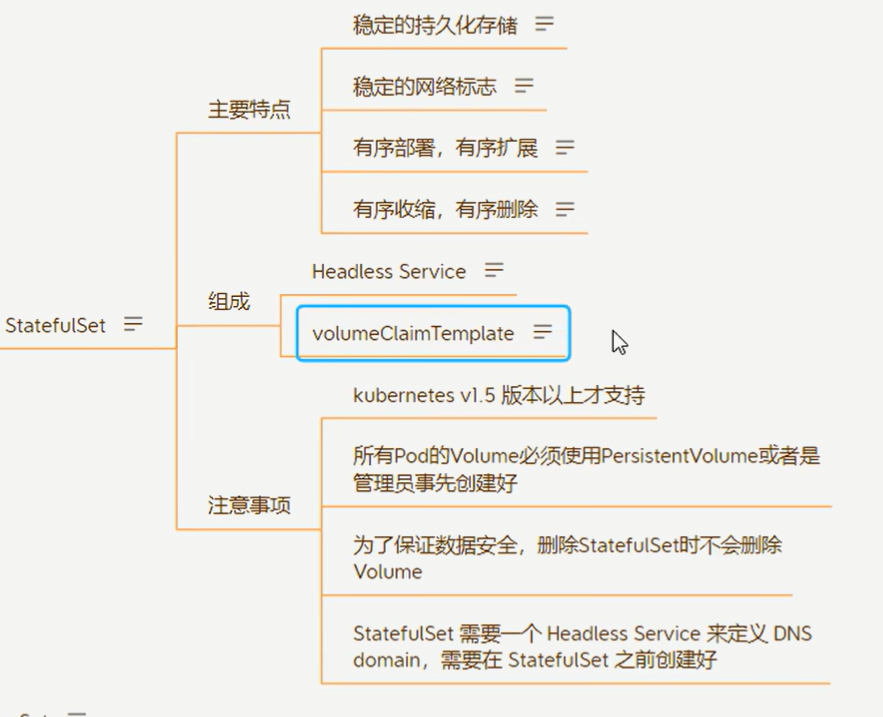 稳定的持久化存储
稳定的网络标志
主要特点
有序部署，有序扩展
有序收缩，有序删除
Headless Service
组成
StatefulSet
volumeClaimTemplate
kubernetes v1.5 版本以上才支持
所有Pod的Volume必须使用PersistentVolume或者是
管理员事先创建好
注意事项
为了保证数据安全，删除StatefulSet时不会删除
Volume
StatefulSet 需要一个 Headless Service 来定义 DNS
domain，需要在 StatefulSet 之前创建好